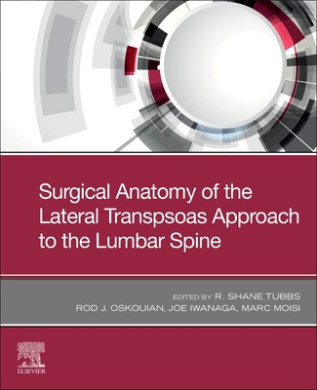 Surgical Anatomy of the
Lateral Transpsoas Approach
to the Lumbar Spine
EDITED BY R. SHANE TUBBS
ROD J. OSKOUIAN, JOE IWANAGA, MARC MOISI
ELSEVIER